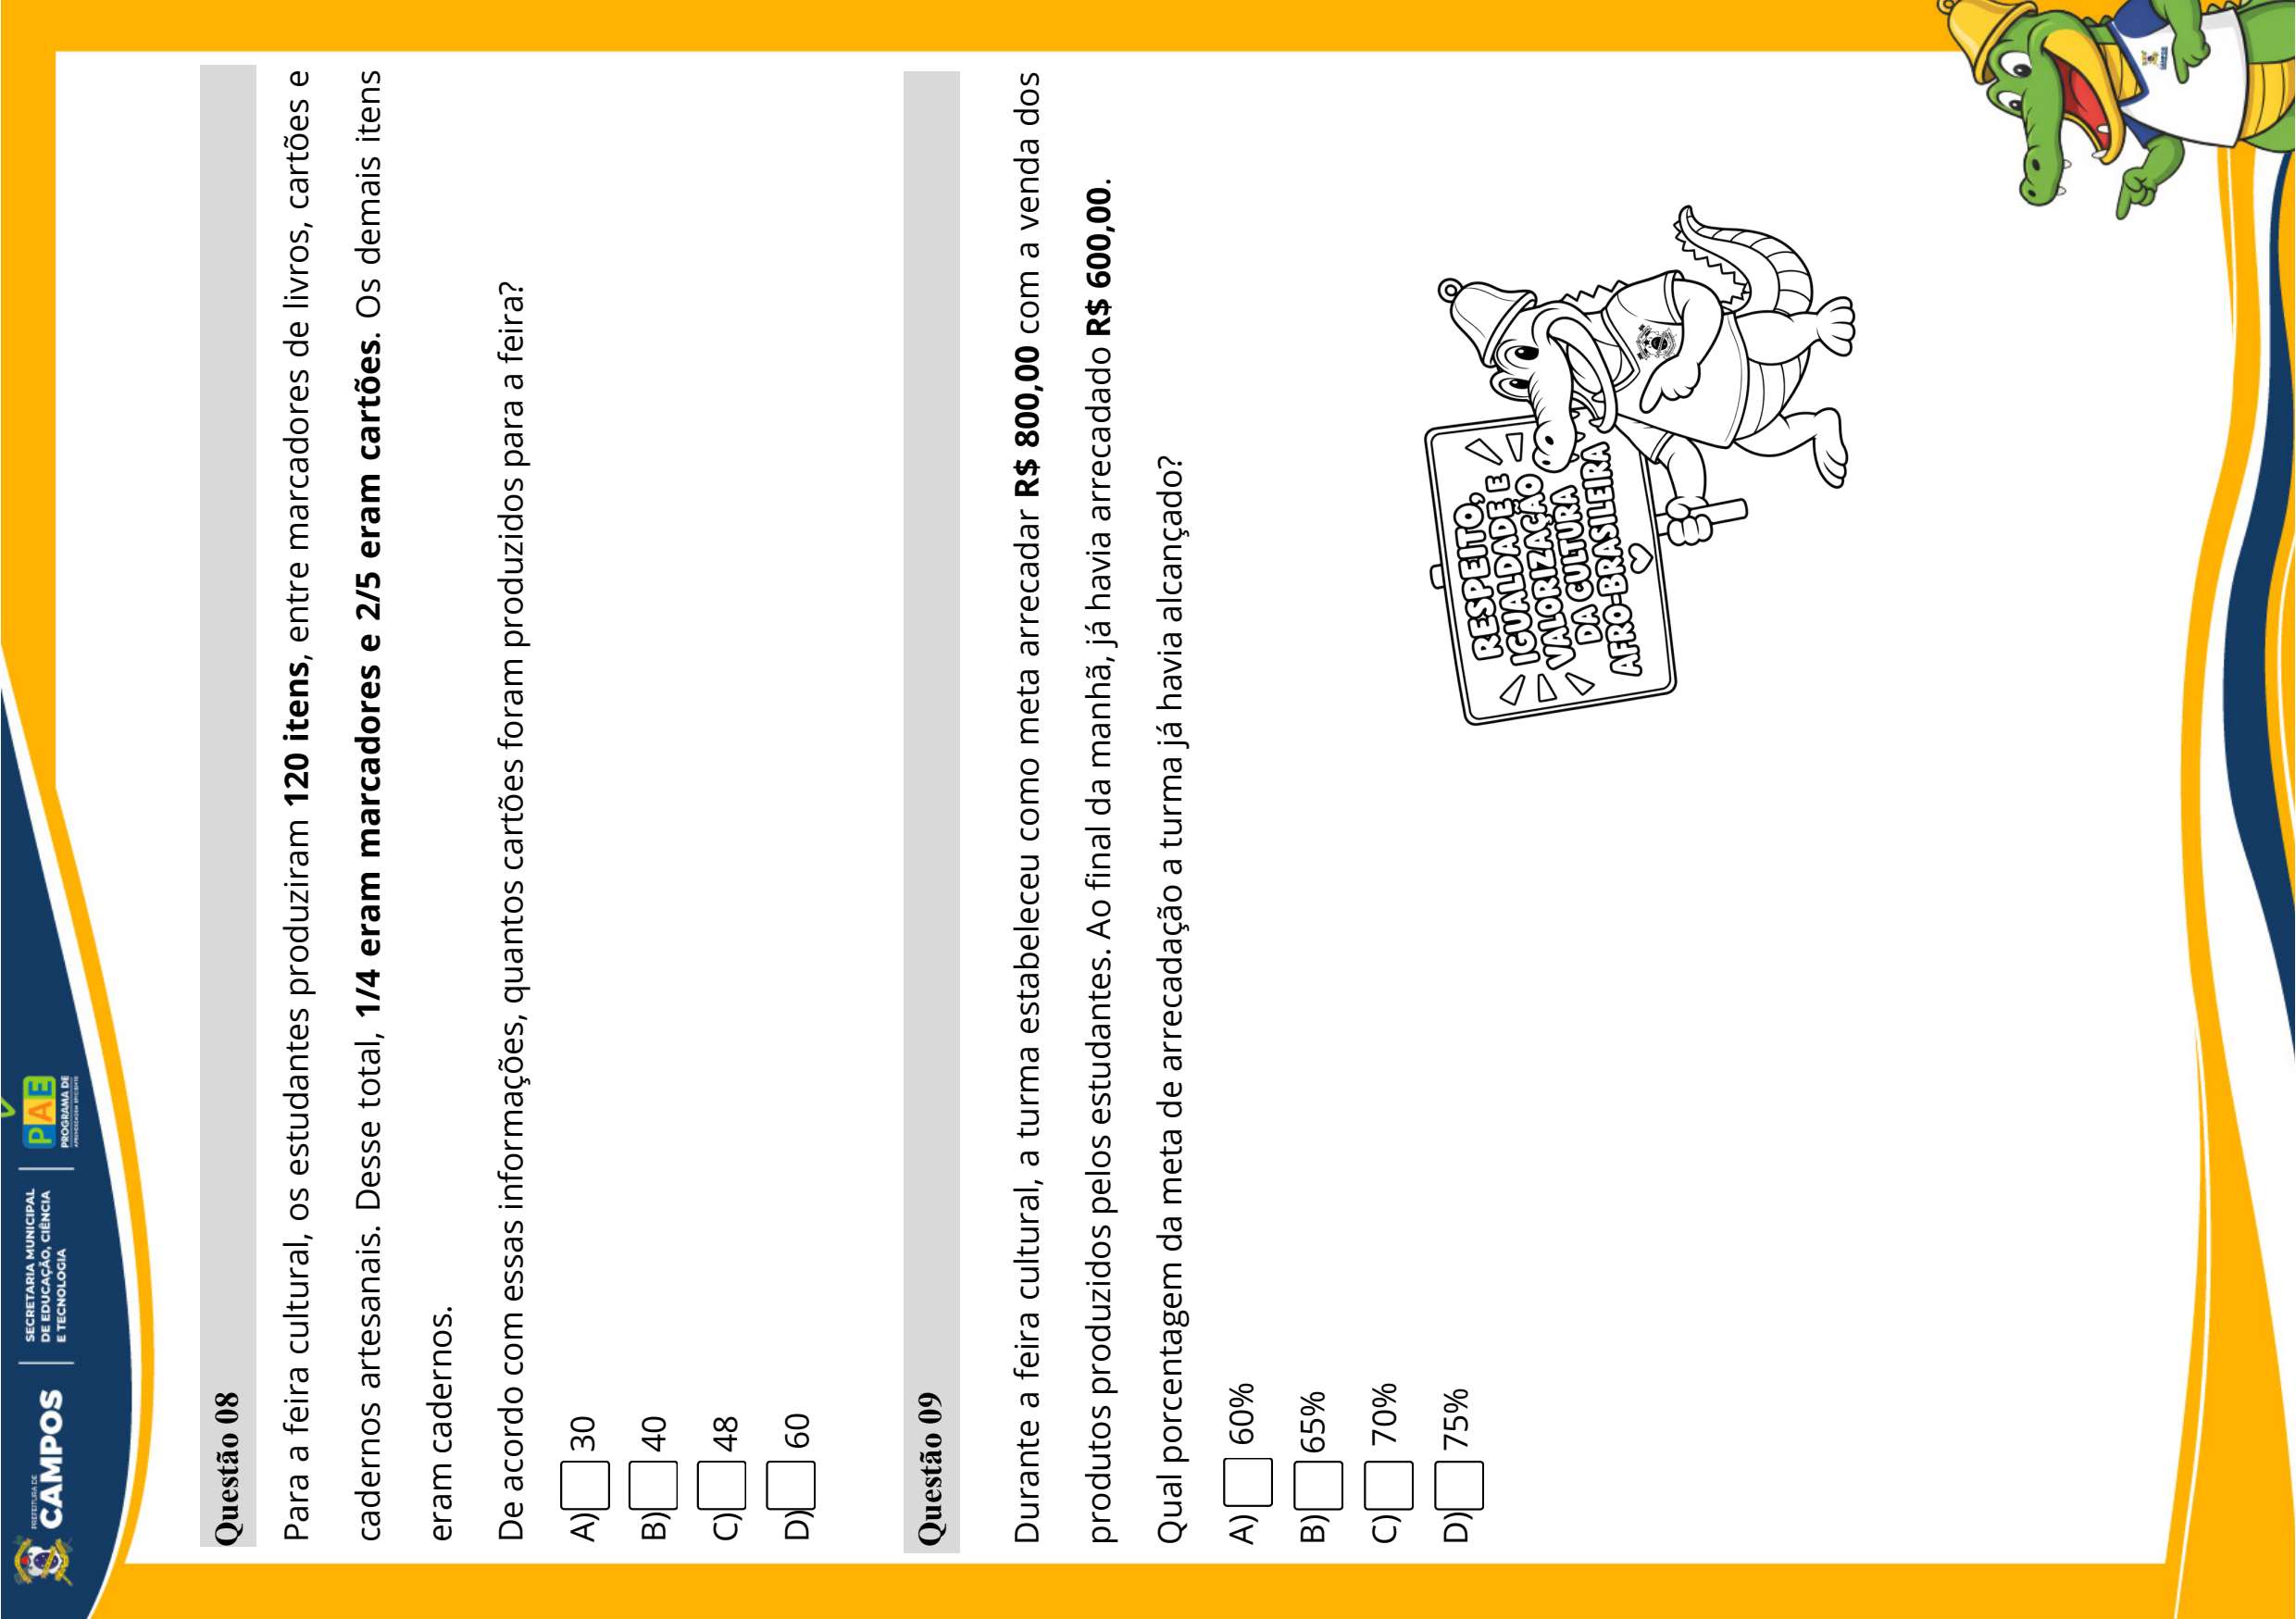 PREFEITURA DE
CAMPOS
SECRETARIA MUNICIPAL
DE EDUCAÇÃO, CIÊNCIA
E TECNOLOGIA
PAE
PROGRAMA DE
APRENDIZAGEM EFICIENTE
Questão 08
Para a feira cultural, os estudantes produziram 120 itens, entre marcadores de livros, cartões e
cadernos artesanais. Desse total, 1/4 eram marcadores e 2/5 eram cartões. Os demais itens
eram cadernos.
De acordo com essas informações, quantos cartões foram produzidos para a feira?
A) 30
B) 40
C) 48
D) 60
Questão 09
Durante a feira cultural, a turma estabeleceu como meta arrecadar R$ 800,00 com a venda dos
produtos produzidos pelos estudantes. Ao final da manhã, já havia arrecadado R$ 600,00.
Qual porcentagem da meta de arrecadação a turma já havia alcançado?
A) 60%
B) 65%
C) 70%
D) 75%
RESPEITO,
IGUALDADE E
VALORIZAÇÃO
DA CULTURA
AFRO-BRASILEIRA